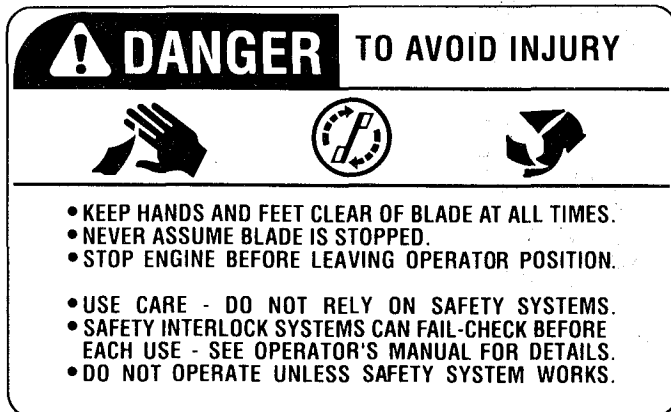 DANGER TO AVOID INJURY
• KEEP HANDS AND FEET CLEAR OF BLADE AT ALL TIMES.
• NEVER ASSUME BLADE IS STOPPED.
• STOP ENGINE BEFORE LEAVING OPERATOR POSITION.
• USE CARE - DO NOT RELY ON SAFETY SYSTEMS.
• SAFETY INTERLOCK SYSTEMS CAN FAIL-CHECK BEFORE
EACH USE - SEE OPERATOR'S MANUAL FOR DETAILS.
• DO NOT OPERATE UNLESS SAFETY SYSTEM WORKS.